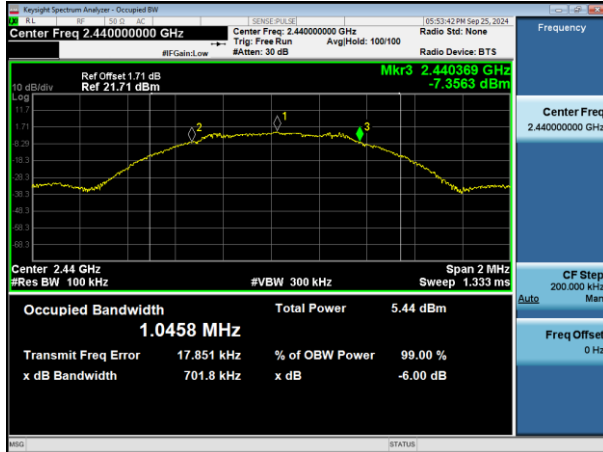 Keysight Spectrum Analyzer - Occupied BW
RL RF 50 Ω AC SENSE:PULSE 05:53:42 PM Sep 25, 2024
Center Freq 2.440000000 GHz
Center Freq: 2.440000000 GHz Radio Std: None
Trig: Free Run Avg|Hold: 100/100
#IFGain:Low #Atten: 30 dB Radio Device: BTS
Frequency
Ref Offset 1.71 dB Mkr3 2.440369 GHz
10 dB/div Ref 21.71 dBm -7.3563 dBm
Log
11.7
1.71
-8.29
-18.3
-28.3
-38.3
-48.3
-58.3
-68.3
1
2
3
Center 2.44 GHz Span 2 MHz
#Res BW 100 kHz #VBW 300 kHz Sweep 1.333 ms
Occupied Bandwidth Total Power 5.44 dBm
1.0458 MHz
Transmit Freq Error 17.851 kHz % of OBW Power 99.00 %
x dB Bandwidth 701.8 kHz x dB -6.00 dB
Center Freq
2.440000000 GHz
CF Step
200.000 kHz
Auto Man
Freq Offset
0 Hz
MSG STATUS